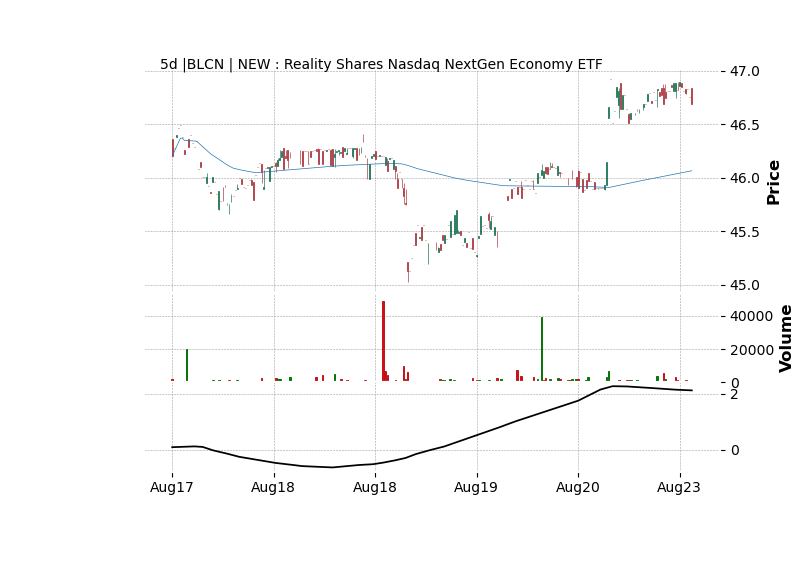 5d |BLCN | NEW : Reality Shares Nasdaq NextGen Economy ETF
47.0
46.5
46.0
45.5
45.0
Price
40000
20000
0
Volume
2
0
Aug17 Aug18 Aug18 Aug19 Aug20 Aug23